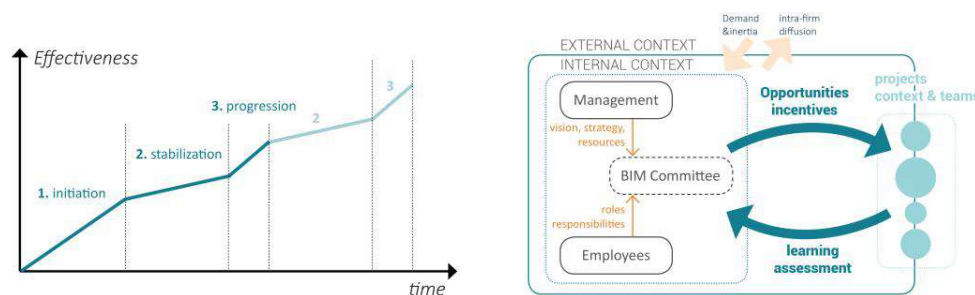 Effectiveness
3. progression
3
2
2. stabilization
1. initiation
time
Demand
&inertia
intra-firm
diffusion
EXTERNAL CONTEXT
INTERNAL CONTEXT
Management
vision, strategy,
resources
BIM Committee
roles
responsibilities
Employees
Opportunities
incentives
projects
context & teams
learning
assessment